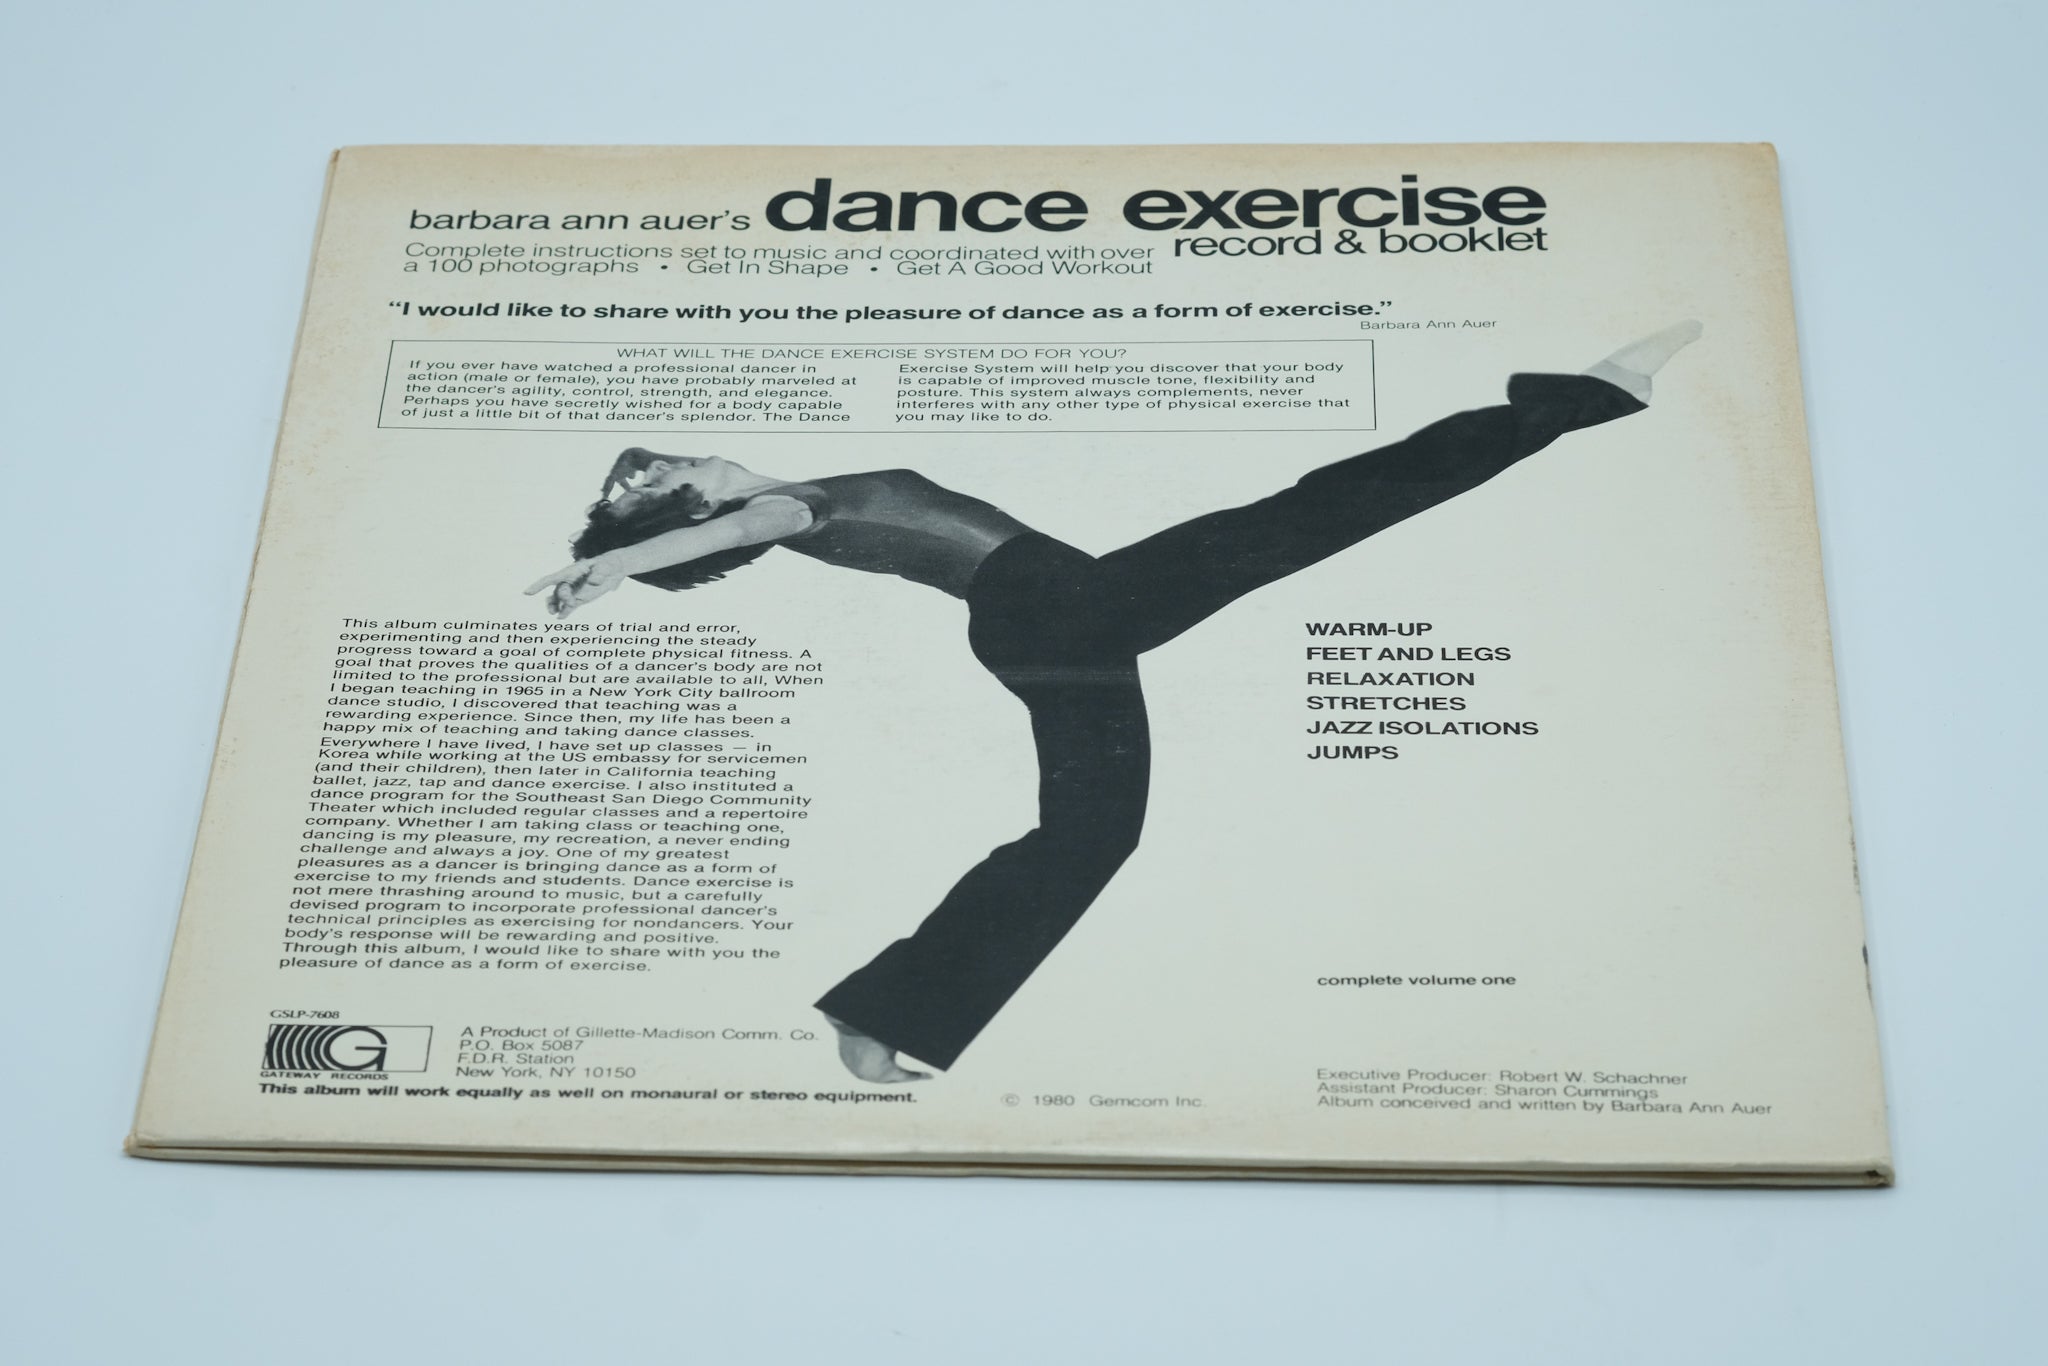 barbara ann auer's dance exercise
record & booklet
Complete instructions set to music and coordinated with over
a 100 photographs • Get In Shape • Get A Good Workout
“I would like to share with you the pleasure of dance as a form of exercise.”
Barbara Ann Auer
WHAT WILL THE DANCE EXERCISE SYSTEM DO FOR YOU?
If you ever have watched a professional dancer in
action (male or female), you have probably marveled at
the dancer's agility, control, strength, and elegance.
Perhaps you have secretly wished for a body capable
of just a little bit of that dancer's splendor. The Dance
Exercise System will help you discover that your body
is capable of improved muscle tone, flexibility and
posture. This system always complements, never
interferes with any other type of physical exercise that
you may like to do.
This album culminates years of trial and error,
experimenting and then experiencing the steady
progress toward a goal of complete physical fitness. A
goal that proves the qualities of a dancer's body are not
limited to the professional but are available to all, When
I began teaching in 1965 in a New York City ballroom
dance studio, I discovered that teaching was a
rewarding experience. Since then, my life has been a
happy mix of teaching and taking dance classes.
Everywhere I have lived, I have set up classes — in
Korea while working at the US embassy for servicemen
(and their children), then later in California teaching
ballet, jazz, tap and dance exercise. I also instituted a
dance program for the Southeast San Diego Community
Theater which included regular classes and a repertoire
company. Whether I am taking class or teaching one,
dancing is my pleasure, my recreation, a never ending
challenge and always a joy. One of my greatest
pleasures as a dancer is bringing dance as a form of
exercise to my friends and students. Dance exercise is
not mere thrashing around to music, but a carefully
devised program to incorporate professional dancer's
technical principles as exercising for nondancers. Your
body's response will be rewarding and positive.
Through this album, I would like to share with you the
pleasure of dance as a form of exercise.
WARM-UP
FEET AND LEGS
RELAXATION
STRETCHES
JAZZ ISOLATIONS
JUMPS
complete volume one
GSLP-7608
G
GATEWAY RECORDS
A Product of Gillette-Madison Comm. Co.
P.O. Box 5087
F.D.R. Station
New York, NY 10150
This album will work equally as well on monaural or stereo equipment.
© 1980 Gemcom Inc.
Executive Producer: Robert W. Schachner
Assistant Producer: Sharon Cummings
Album conceived and written by Barbara Ann Auer